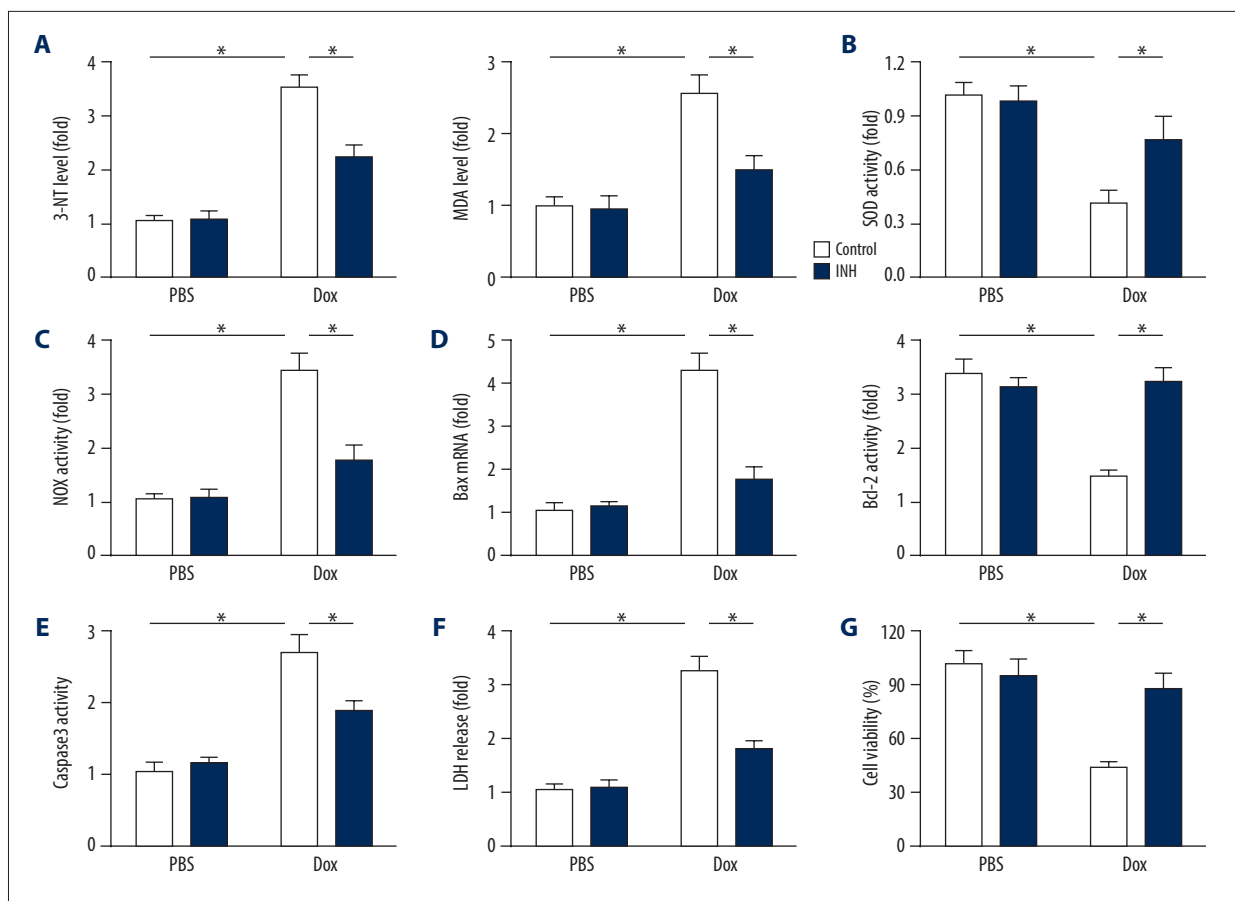 A
3-NT level (fold)
4
3
2
1
0
*
*
PBS
Dox
MDA level (fold)
3
2
1
0
*
*
PBS
Dox
B
SOD activity (fold)
1.2
0.9
0.6
0.3
0.0
*
*
PBS
Dox
Control
INH
C
NOX activity (fold)
4
3
2
1
0
*
*
PBS
Dox
D
Bax mRNA (fold)
5
4
3
2
1
0
*
*
PBS
Dox
Bcl-2 activity (fold)
4
3
2
1
0
*
*
PBS
Dox
E
Caspase3 activity
3
2
1
0
*
*
PBS
Dox
F
LDH release (fold)
4
3
2
1
0
*
*
PBS
Dox
G
Cell viability (%)
120
90
60
30
0
*
*
PBS
Dox